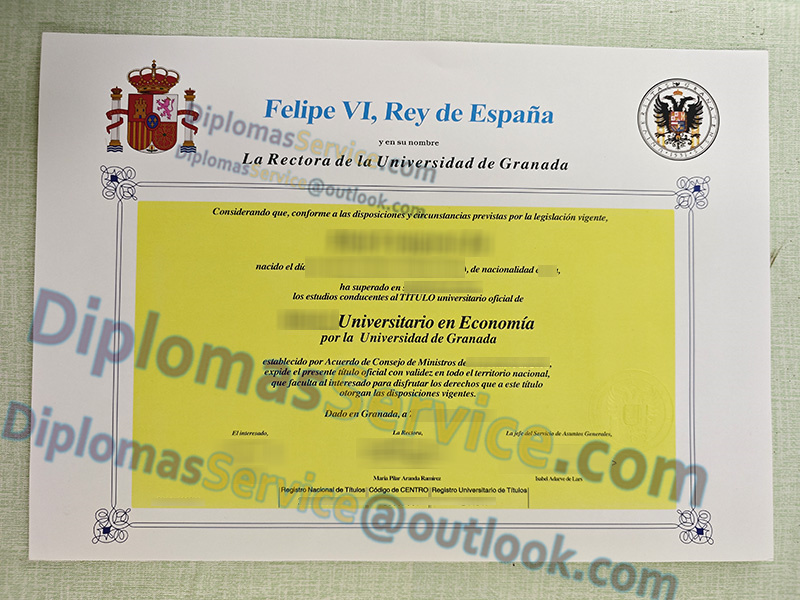 Felipe VI, Rey de España
y en su nombre
La Rectora de la Universidad de Granada
Considerando que, conforme a las disposiciones y circunstancias previstas por la legislación vigente,
nacido el día , de nacionalidad
ha superado en
los estudios conducentes al TÍTULO universitario oficial de
Universitario en Economía
por la Universidad de Granada
establecido por Acuerdo de Consejo de Ministros de
expide el presente título oficial con validez en todo el territorio nacional,
que faculta al interesado para disfrutar los derechos que a este título
otorgan las disposiciones vigentes.
Dado en Granada, a
El interesado, La Rectora, La jefe del Servicio de Asuntos Generales,
María Pilar Aranda Ramírez
Registro Nacional de Títulos Código de CENTRO Registro Universitario de Títulos
DiplomasService.com
DiplomasService@outlook.com
DiplomasService.com
DiplomasService@outlook.com